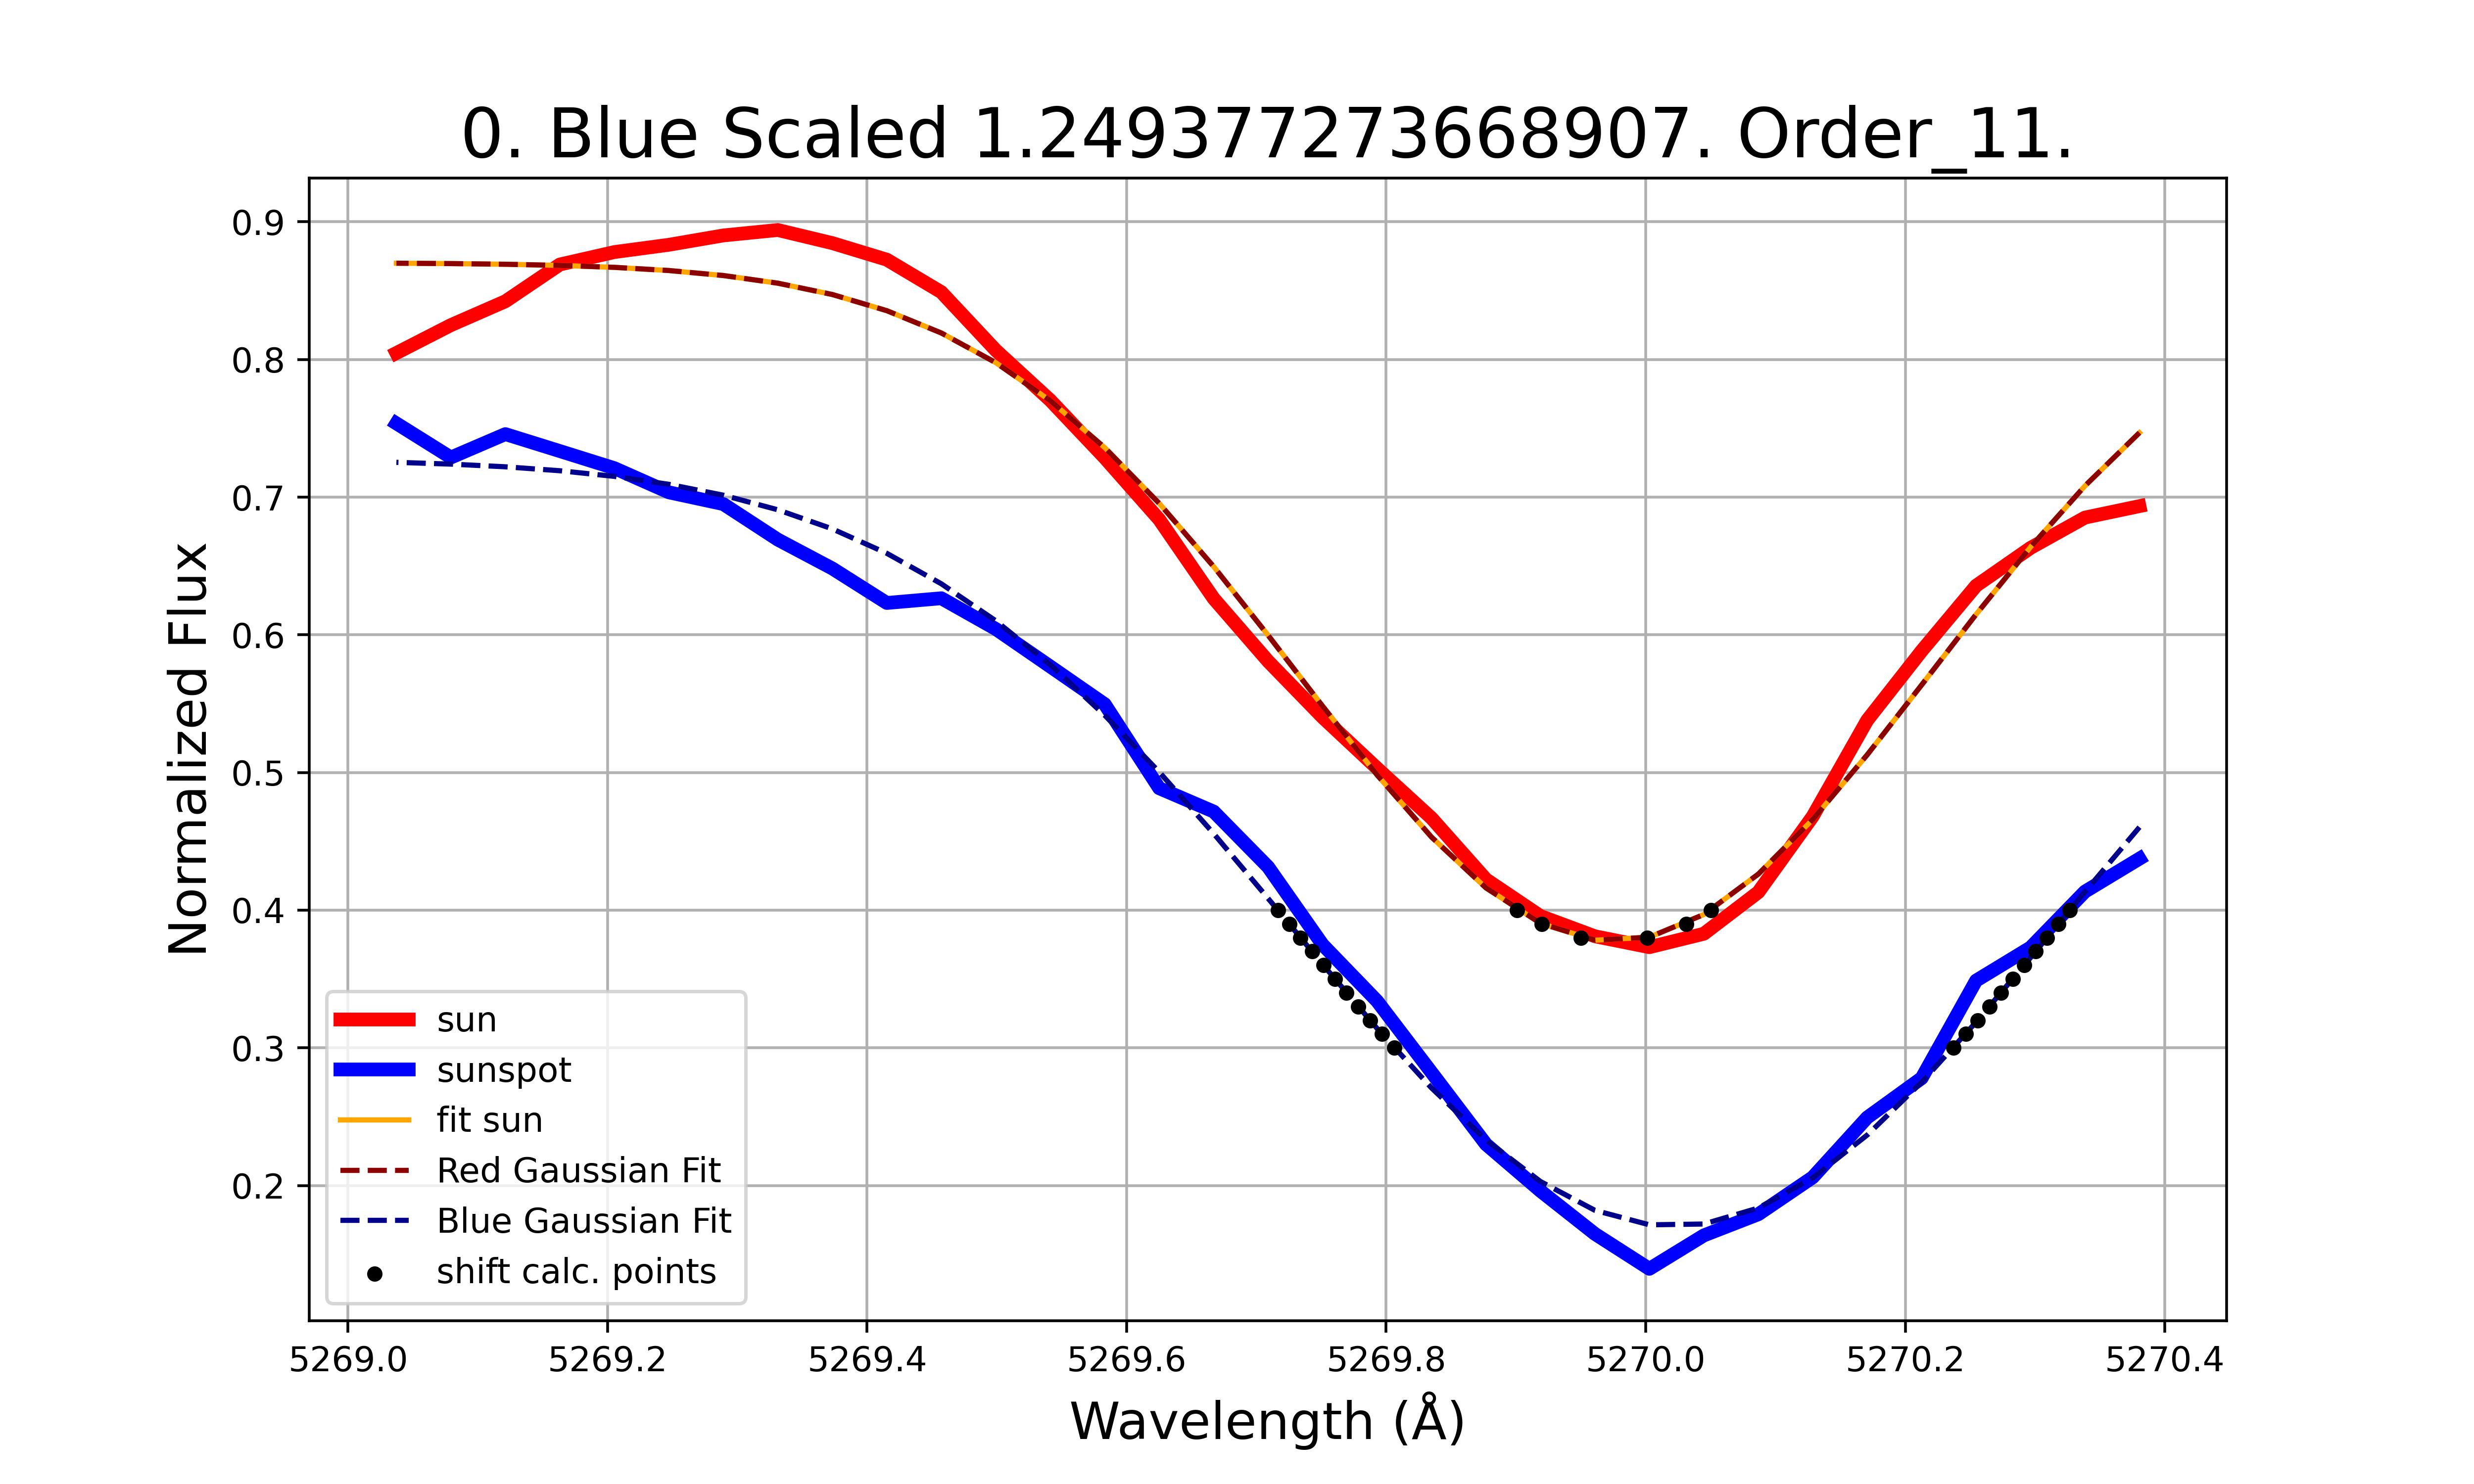 0. Blue Scaled 1.249377273668907. Order_11.
Normalized Flux
0.9
0.8
0.7
0.6
0.5
0.4
0.3
0.2
sun
sunspot
fit sun
Red Gaussian Fit
Blue Gaussian Fit
shift calc. points
5269.0 5269.2 5269.4 5269.6 5269.8 5270.0 5270.2 5270.4
Wavelength (Å)